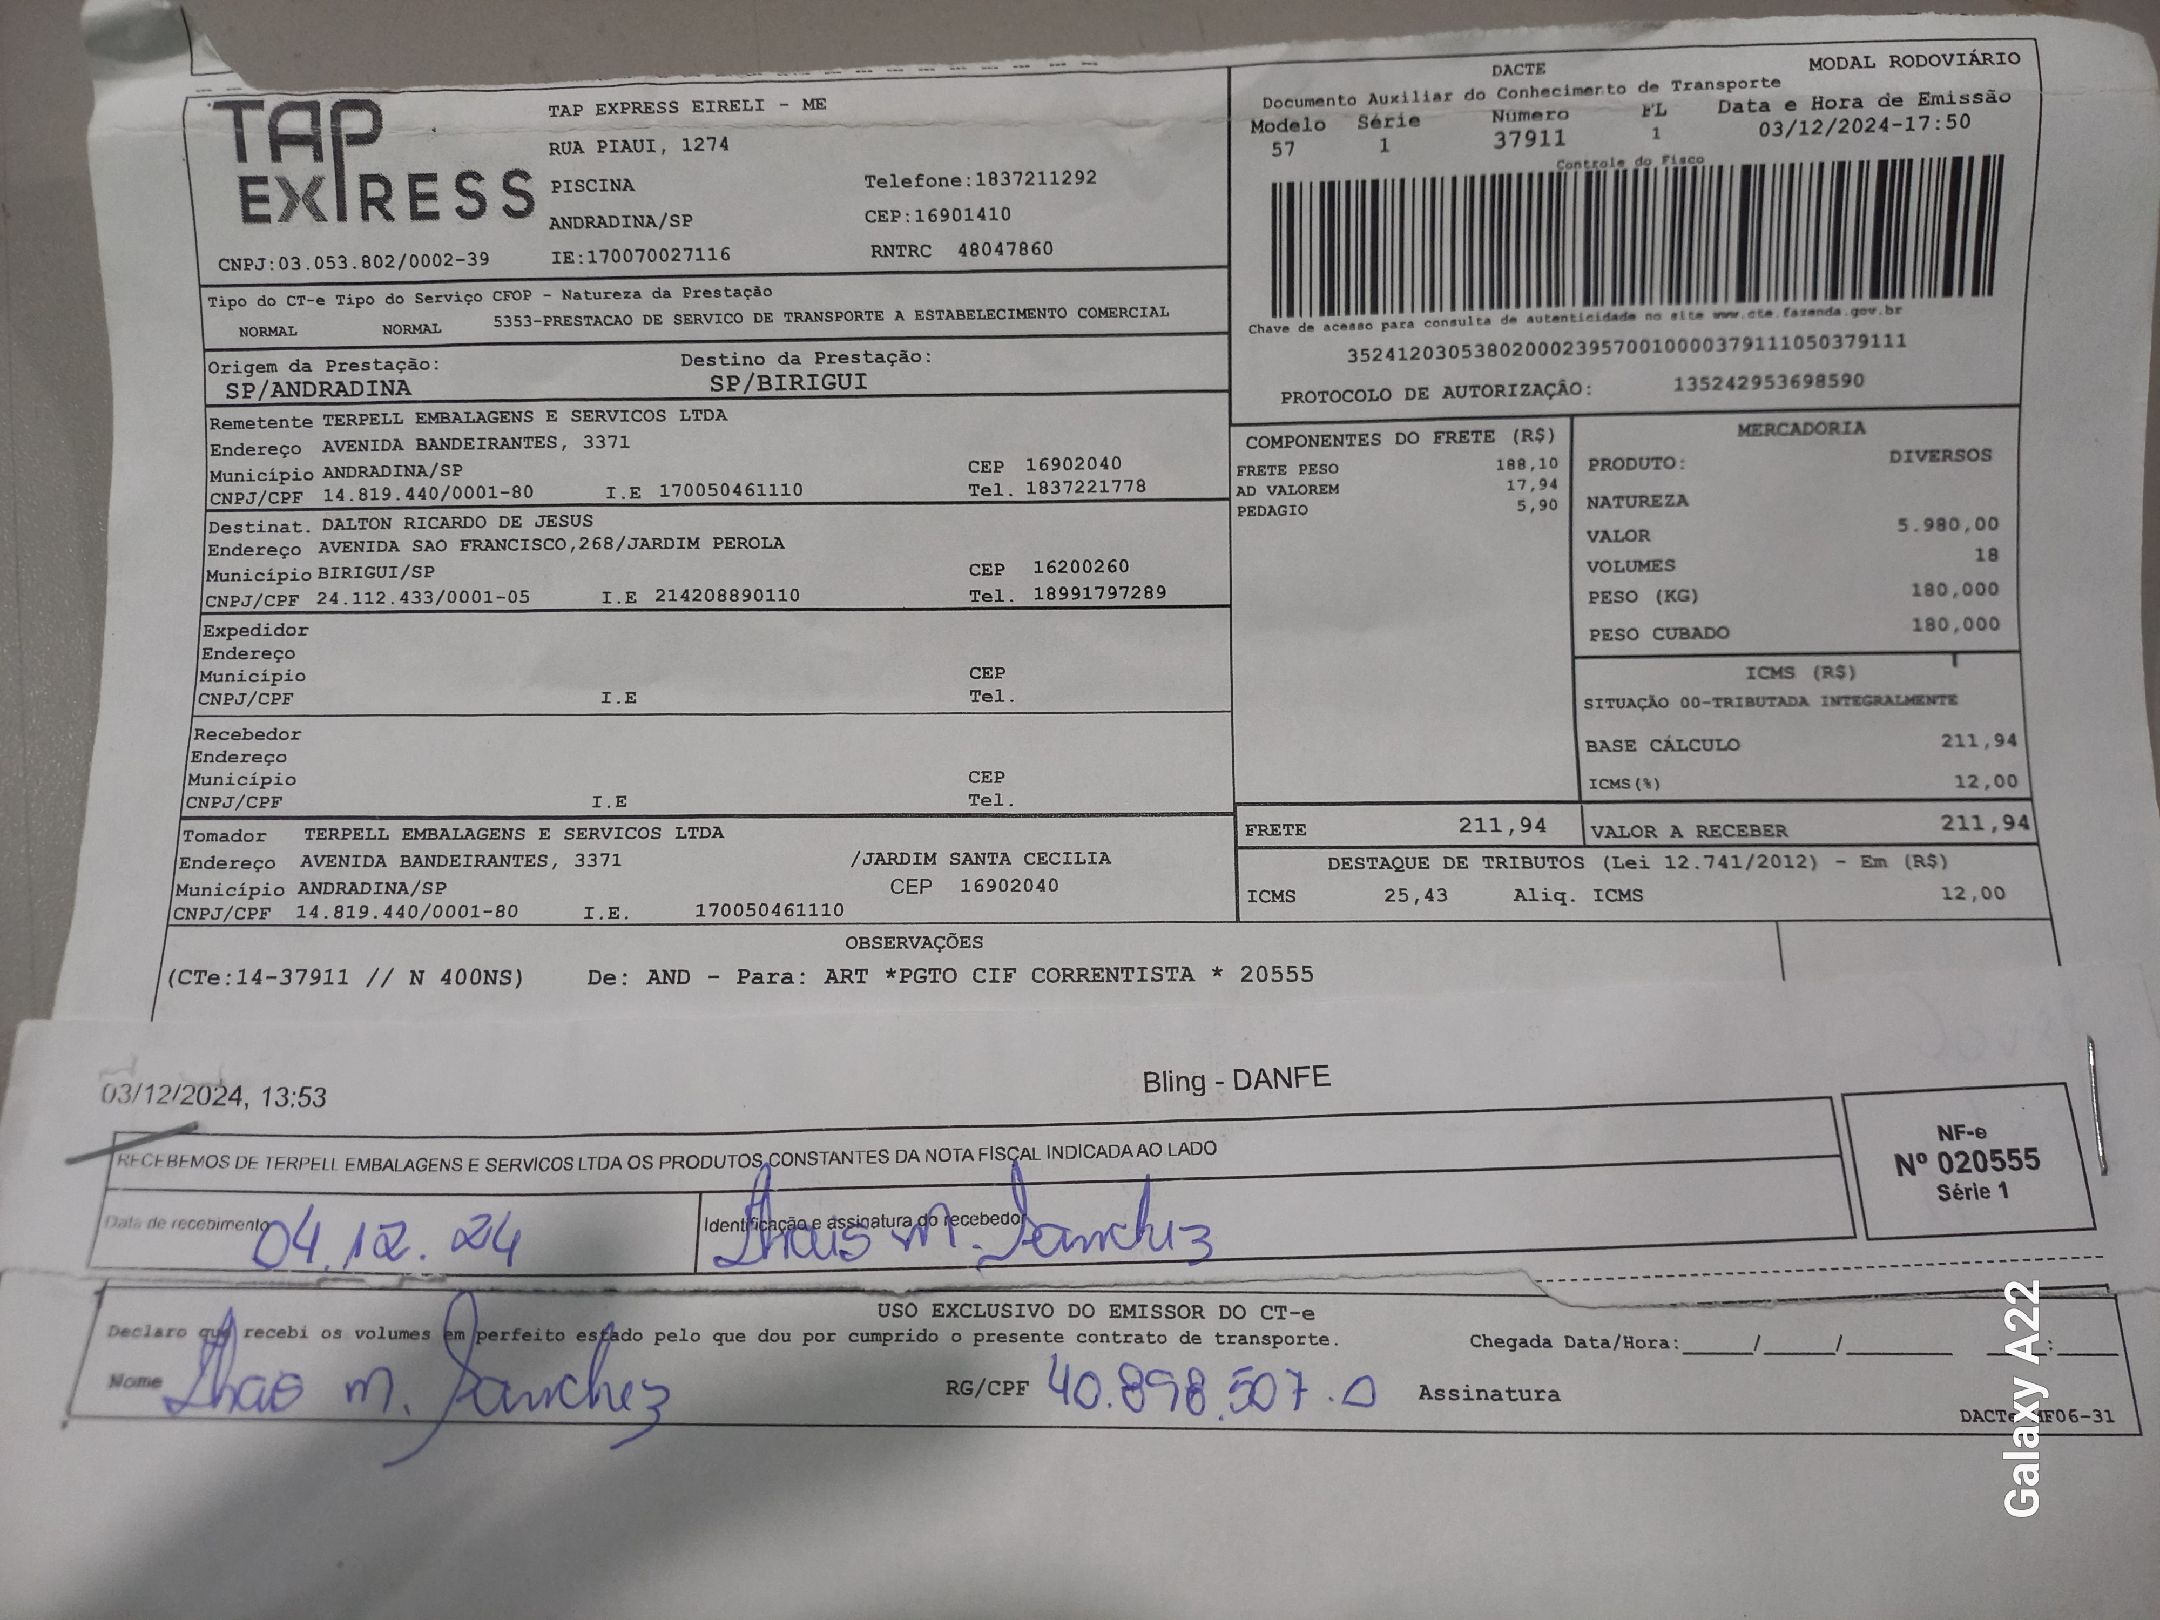 TAP EXPRESS
TAP EXPRESS EIRELI - ME
RUA PIAUI, 1274
PISCINA Telefone:1837211292
ANDRADINA/SP CEP:16901410
CNPJ:03.053.802/0002-39 IE:170070027116 RNTRC 48047860
DACTE MODAL RODOVIÁRIO
Documento Auxiliar do Conhecimento de Transporte
Modelo Série Número FL Data e Hora de Emissão
57 1 37911 1 03/12/2024-17:50
Controle do Fisco
Chave de acesso para consulta de autenticidade no site www.cte.fazenda.gov.br
35241203053802000239570010000379111050379111
PROTOCOLO DE AUTORIZAÇÃO: 135242953698590
Tipo do CT-e Tipo do Serviço CFOP - Natureza da Prestação
NORMAL NORMAL 5353-PRESTACAO DE SERVICO DE TRANSPORTE A ESTABELECIMENTO COMERCIAL
Origem da Prestação: Destino da Prestação:
SP/ANDRADINA SP/BIRIGUI
Remetente TERPELL EMBALAGENS E SERVICOS LTDA
Endereço AVENIDA BANDEIRANTES, 3371
Município ANDRADINA/SP CEP 16902040
CNPJ/CPF 14.819.440/0001-80 I.E 170050461110 Tel. 1837221778
Destinat. DALTON RICARDO DE JESUS
Endereço AVENIDA SAO FRANCISCO,268/JARDIM PEROLA
Município BIRIGUI/SP CEP 16200260
CNPJ/CPF 24.112.433/0001-05 I.E 214208890110 Tel. 18991797289
Expedidor
Endereço
Município CEP
CNPJ/CPF I.E Tel.
Recebedor
Endereço
Município CEP
CNPJ/CPF I.E Tel.
Tomador TERPELL EMBALAGENS E SERVICOS LTDA
Endereço AVENIDA BANDEIRANTES, 3371 /JARDIM SANTA CECILIA
Município ANDRADINA/SP CEP 16902040
CNPJ/CPF 14.819.440/0001-80 I.E. 170050461110
COMPONENTES DO FRETE (R$)
FRETE PESO 188,10
AD VALOREM 17,94
PEDAGIO 5,90
MERCADORIA
PRODUTO: DIVERSOS
NATUREZA
VALOR 5.980,00
VOLUMES 18
PESO (KG) 180,000
PESO CUBADO 180,000
ICMS (R$)
SITUAÇÃO 00-TRIBUTADA INTEGRALMENTE
BASE CÁLCULO 211,94
ICMS(%) 12,00
FRETE 211,94 VALOR A RECEBER 211,94
DESTAQUE DE TRIBUTOS (Lei 12.741/2012) - Em (R$)
ICMS 25,43 Aliq. ICMS 12,00
OBSERVAÇÕES
(CTe:14-37911 // N 400NS) De: AND - Para: ART *PGTO CIF CORRENTISTA * 20555
03/12/2024, 13:53 Bling - DANFE
RECEBEMOS DE TERPELL EMBALAGENS E SERVICOS LTDA OS PRODUTOS CONSTANTES DA NOTA FISCAL INDICADA AO LADO
NF-e
Nº 020555
Série 1
Data de recebimento Identificação e assinatura do recebedor
04.12.24 Thais M. Sanchez
USO EXCLUSIVO DO EMISSOR DO CT-e
Declaro que recebi os volumes em perfeito estado pelo que dou por cumprido o presente contrato de transporte. Chegada Data/Hora:_____/_____/_______ ____:_____
Nome Thais M. Sanchez RG/CPF 40.898.507.0 Assinatura
Galaxy A22